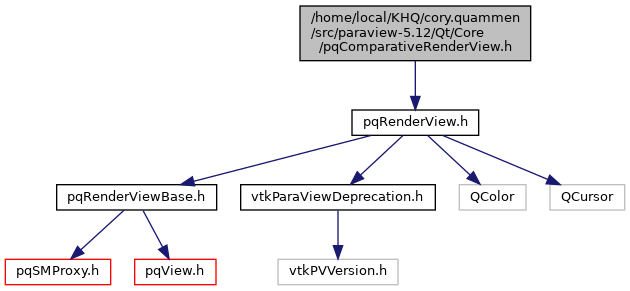 /home/local/KHQ/cory.quammen
/src/paraview-5.12/Qt/Core
/pqComparativeRenderView.h
pqRenderView.h
pqRenderViewBase.h
vtkParaViewDeprecation.h
QColor
QCursor
pqSMProxy.h
pqView.h
vtkPVVersion.h